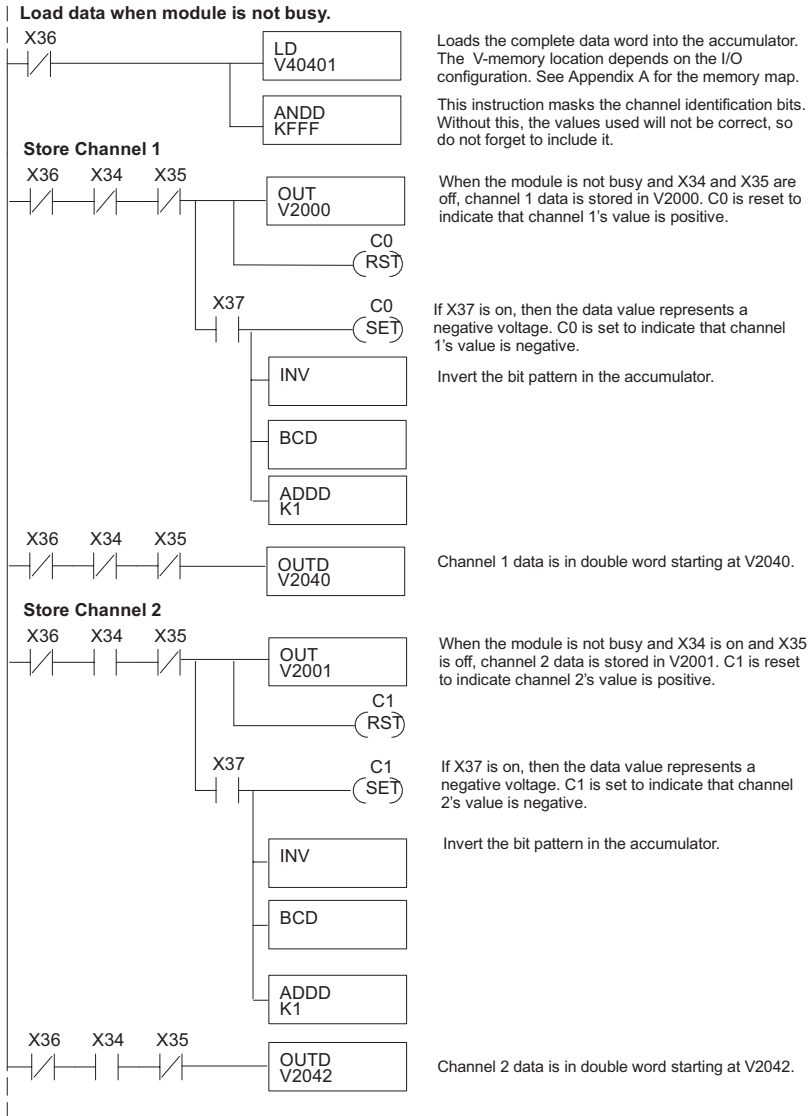 Load data when module is not busy.
X36
LD
V40401
Loads the complete data word into the accumulator.
The  V-memory location depends on the I/O
configuration. See Appendix A for the memory map.
ANDD
KFFF
This instruction masks the channel identification bits.
Without this, the values used will not be correct, so
do not forget to include it.
Store Channel 1
X36 X34 X35
OUT
V2000
When the module is not busy and X34 and X35 are
off, channel 1 data is stored in V2000. C0 is reset to
indicate that channel 1's value is positive.
C0
RST
X37
C0
SET
If X37 is on, then the data value represents a
negative voltage. C0 is set to indicate that channel
1's value is negative.
INV
Invert the bit pattern in the accumulator.
BCD
ADDD
K1
X36 X34 X35
OUTD
V2040
Channel 1 data is in double word starting at V2040.
Store Channel 2
X36 X34 X35
OUT
V2001
When the module is not busy and X34 is on and X35
is off, channel 2 data is stored in V2001. C1 is reset
to indicate channel 2's value is positive.
C1
RST
X37
C1
SET
If X37 is on, then the data value represents a
negative voltage. C1 is set to indicate that channel
2's value is negative.
INV
Invert the bit pattern in the accumulator.
BCD
ADDD
K1
X36 X34 X35
OUTD
V2042
Channel 2 data is in double word starting at V2042.